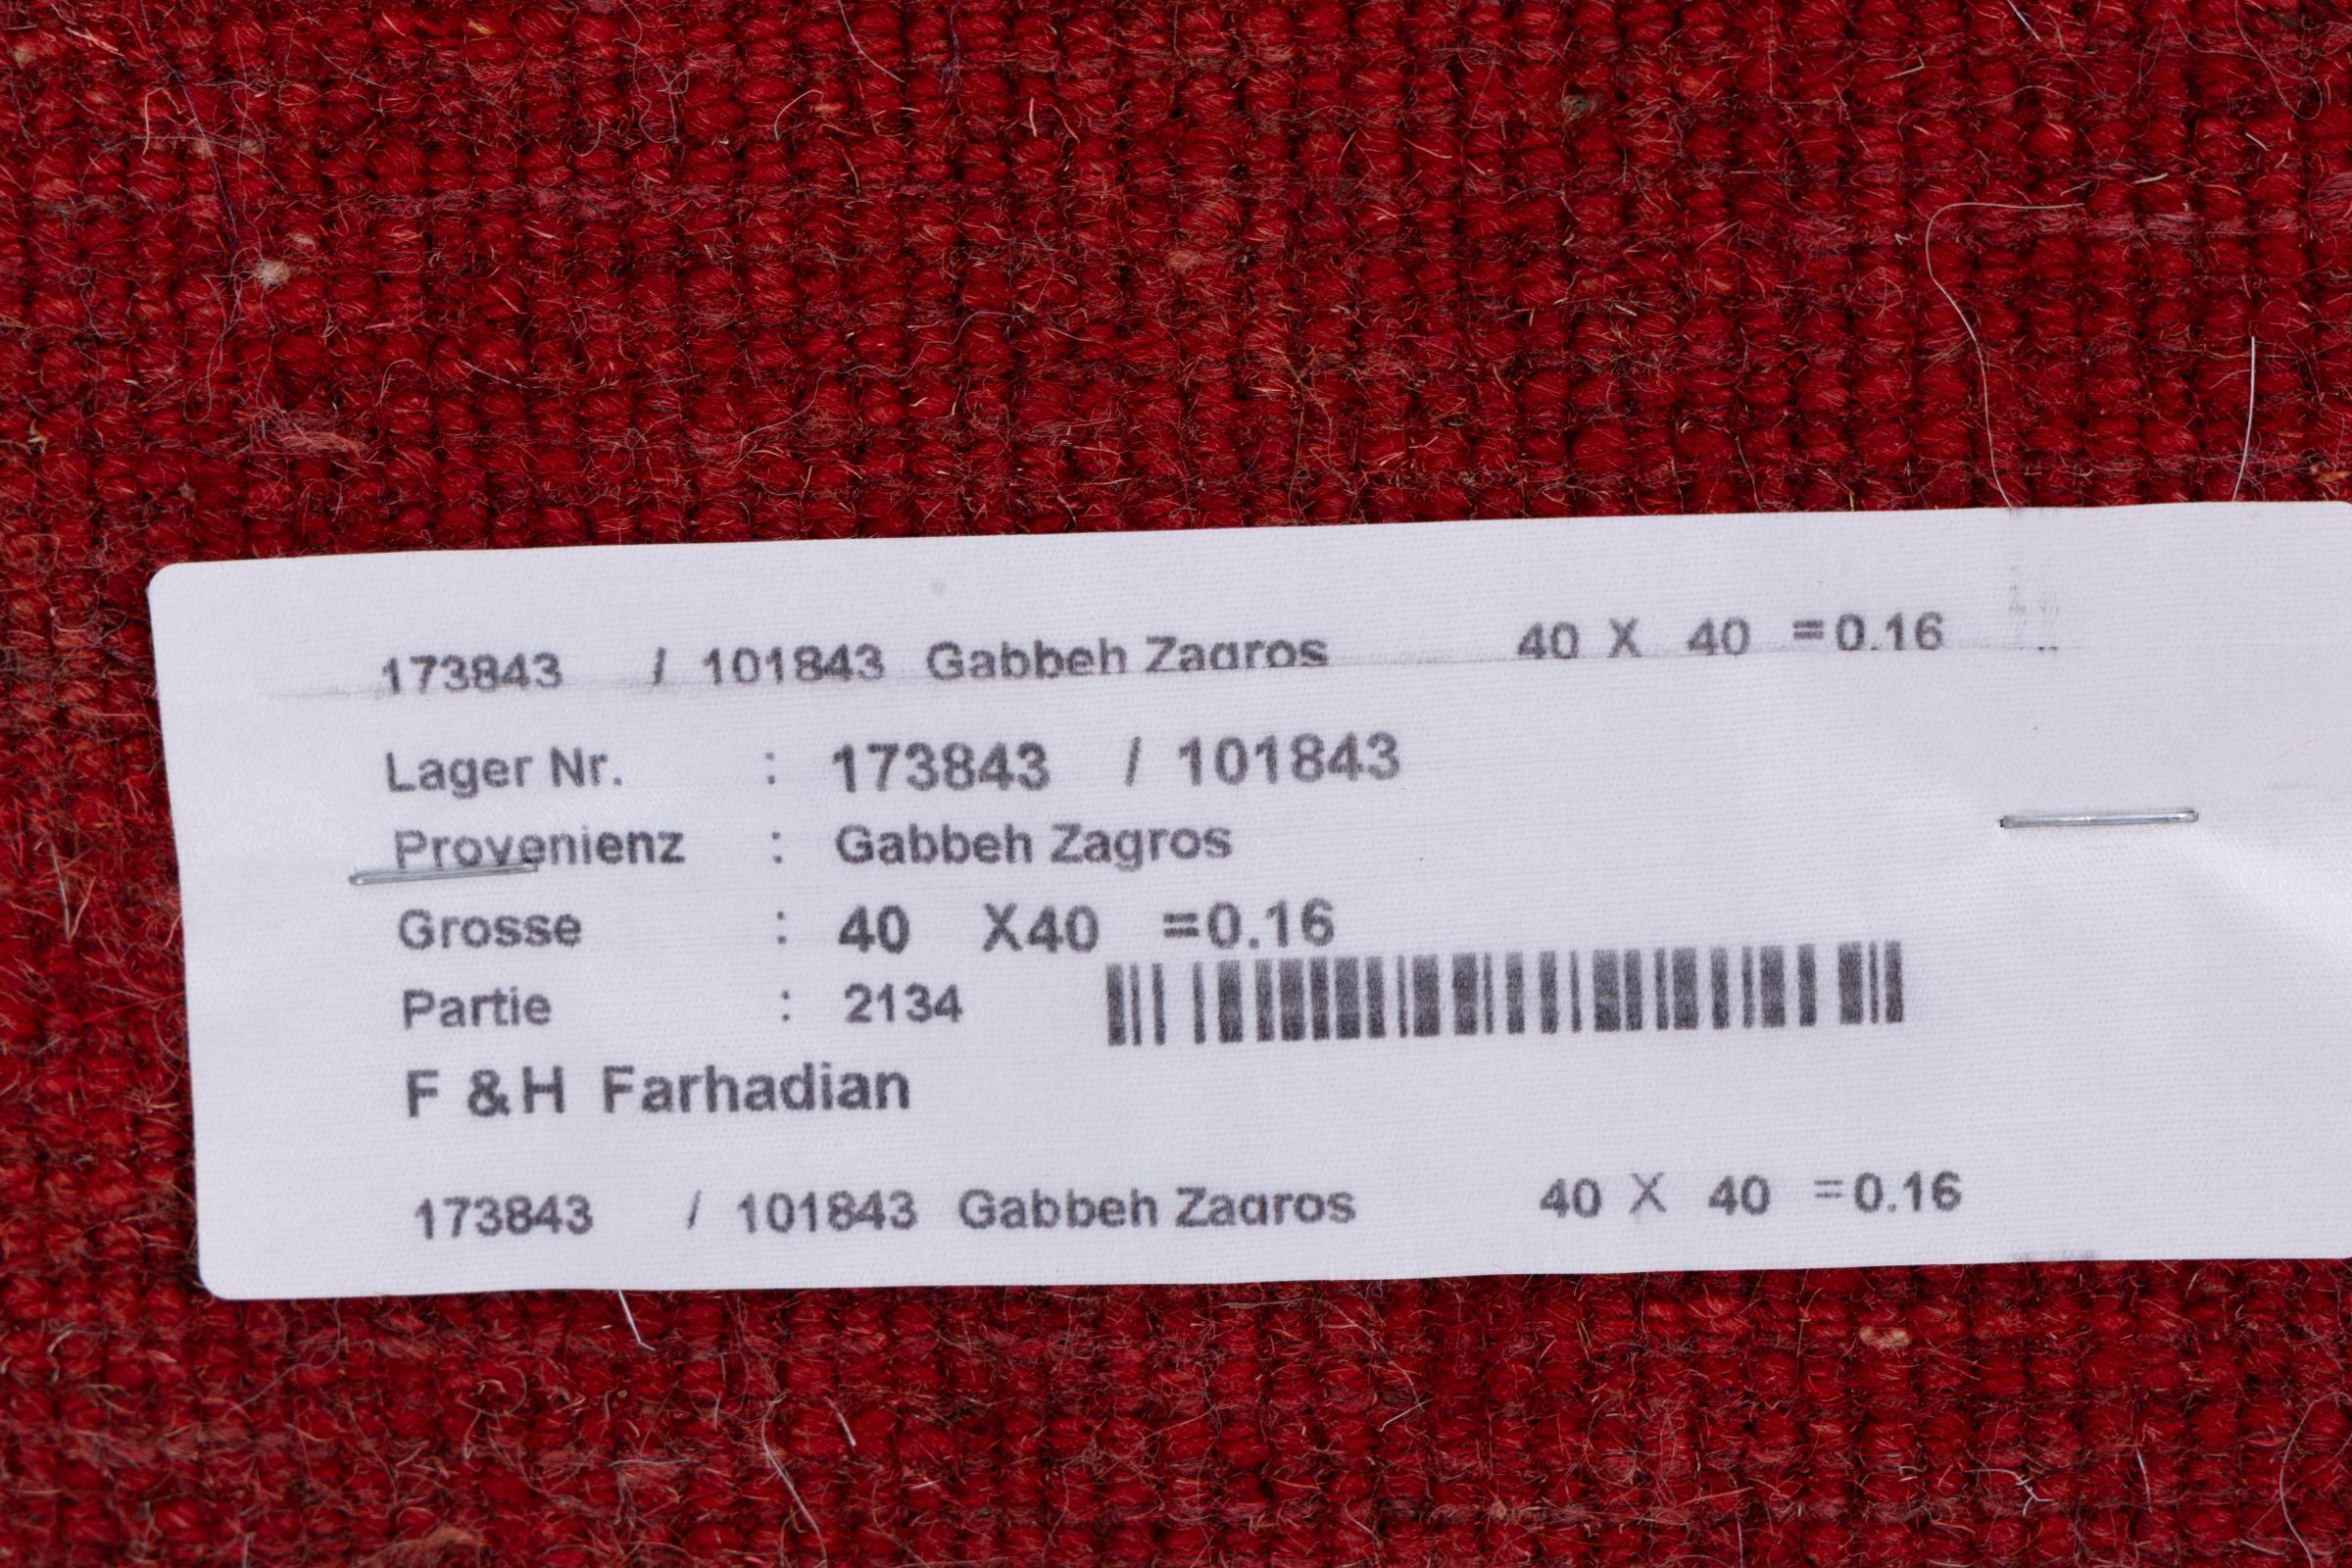 173843 / 101843 Gabbeh Zagros 40 X 40 =0.16
Lager Nr. : 173843 / 101843
Provenienz : Gabbeh Zagros
Grosse : 40 X40 =0.16
Partie : 2134
F &H Farhadian
173843 / 101843 Gabbeh Zagros 40 X 40 =0.16